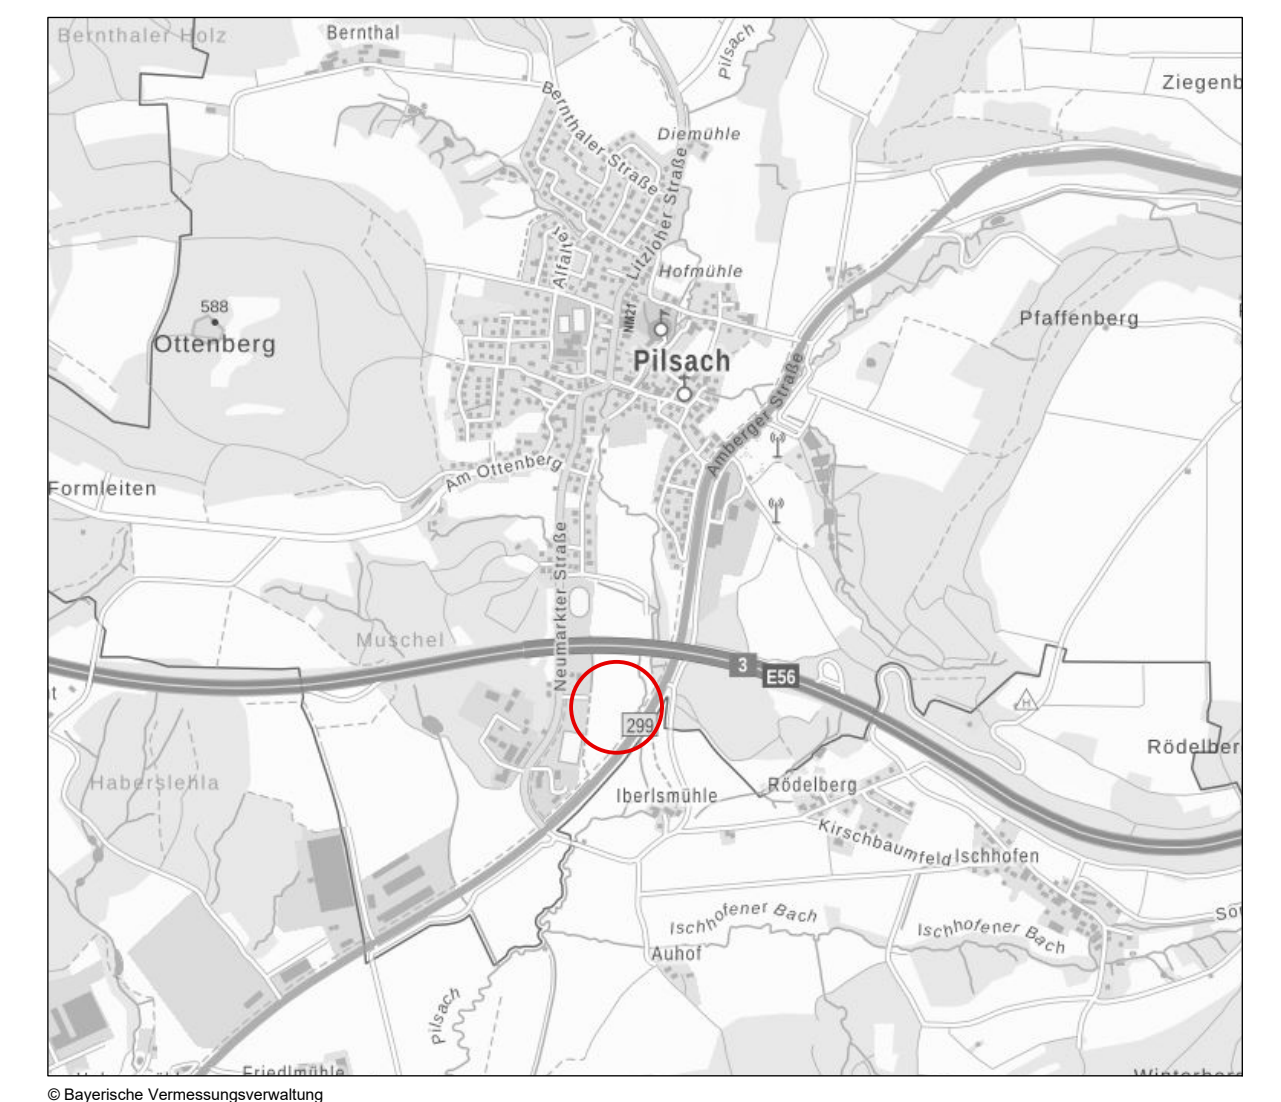 Bernthaler Holz
Bernthal
Pilsach
Ziegenb
Bernthaler Straße
Diemühle
Litzloher Straße
Alfalter
Hofmühle
588
Ottenberg
NM21
Pilsach
Pfaffenberg
Amberger Straße
Am Ottenberg
Formleiten
Neumarkter Straße
Muschel
3
E56
H
299
Rödelber
Haberslehla
Iberlsmühle
Rödelberg
Kirschbaumfeld
Ischhofen
Ischhofener Bach
Ischhofener Bach
Auhof
Pilsach
Friedlmühle
© Bayerische Vermessungsverwaltung